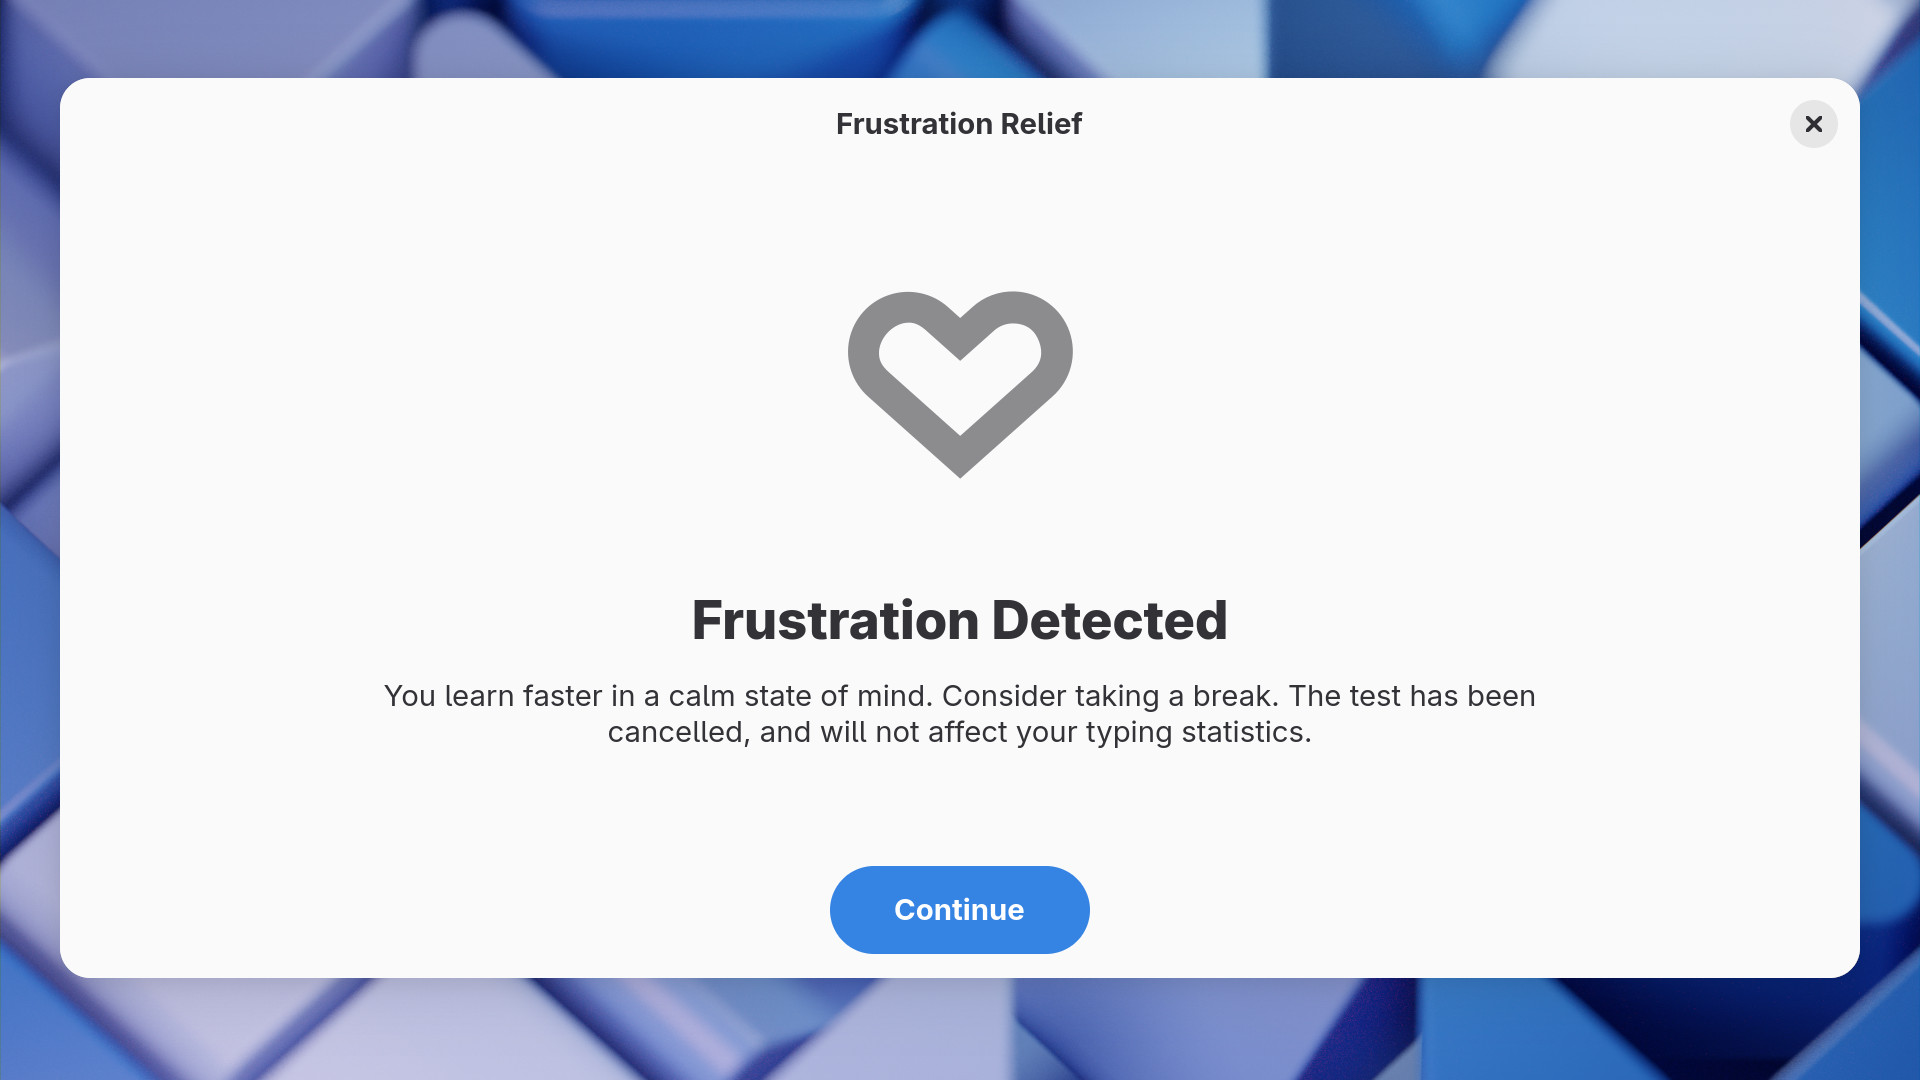 Frustration Relief
Frustration Detected
You learn faster in a calm state of mind. Consider taking a break. The test has been
cancelled, and will not affect your typing statistics.
Continue